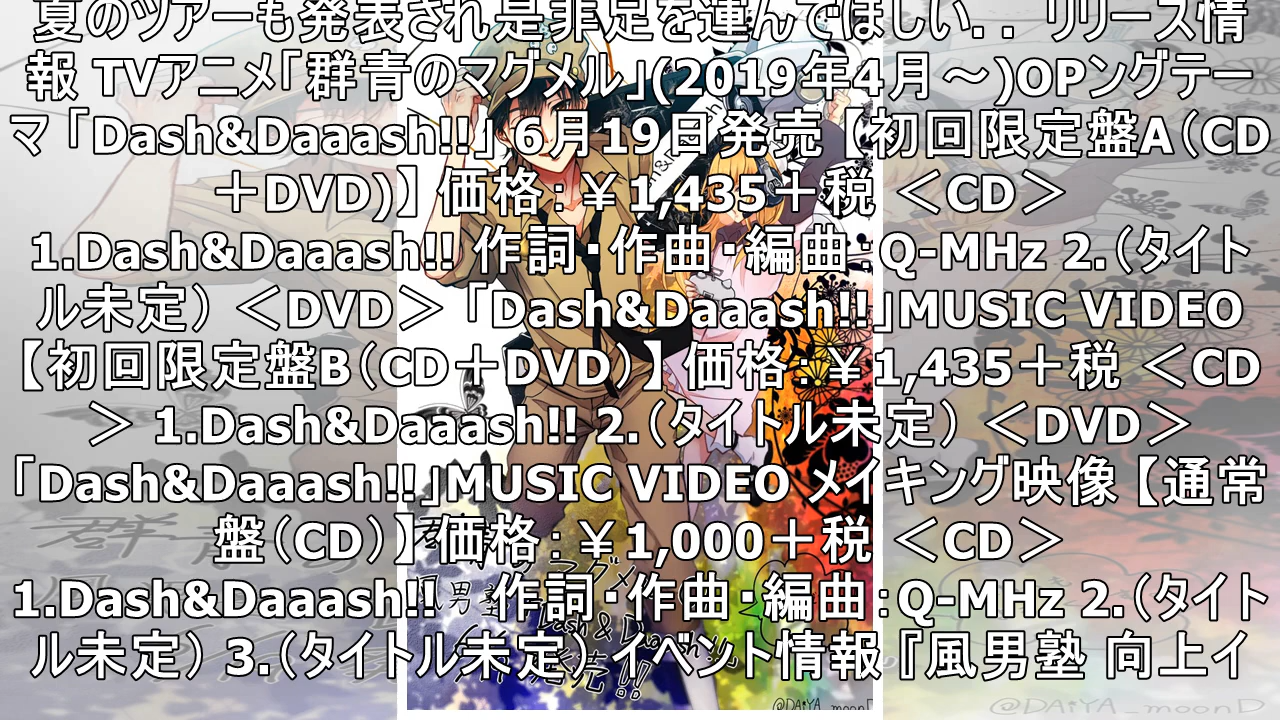 夏のツアーも発表され是非足を運んでほしい．． リリース情
報 TVアニメ｢群青のマグメル｣(2019年4月～)OPングテー
マ ｢Dash&Daaash!!｣ 6月19日発売 【初回限定盤A（CD
＋DVD)】 価格：￥1,435＋税 ＜CD＞
1.Dash&Daaash!! 作詞･作曲･編曲：Q-MHz 2.（タイト
ル未定） ＜DVD＞ ｢Dash&Daaash!!｣MUSIC VIDEO
【初回限定盤B（CD＋DVD）】 価格：￥1,435＋税 ＜CD
＞ 1.Dash&Daaash!! 2.（タイトル未定） ＜DVD＞
｢Dash&Daaash!!｣MUSIC VIDEO メイキング映像 【通常
盤（CD）】 価格：￥1,000＋税 ＜CD＞
1.Dash&Daaash!!　作詞･作曲･編曲：Q-MHz 2.（タイト
ル未定） 3.（タイトル未定） イベント情報 『風男塾 向上イ
@DAiYA_moonD